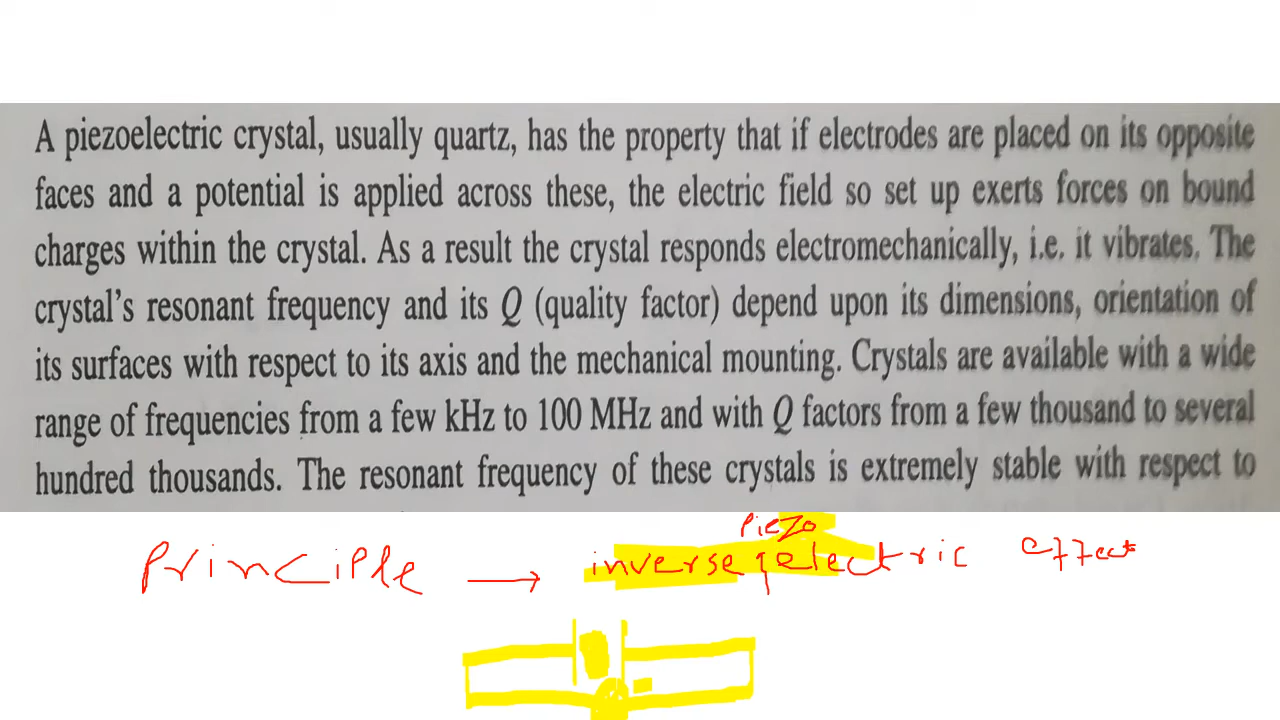 A piezoelectric crystal, usually quartz, has the property that if electrodes are placed on its opposite
faces and a potential is applied across these, the electric field so set up exerts forces on bound
charges within the crystal. As a result the crystal responds electromechanically, i.e. it vibrates. The
crystal's resonant frequency and its Q (quality factor) depend upon its dimensions, orientation of
its surfaces with respect to its axis and the mechanical mounting. Crystals are available with a wide
range of frequencies from a few kHz to 100 MHz and with Q factors from a few thousand to several
hundred thousands. The resonant frequency of these crystals is extremely stable with respect to
Piezo
Principle → inverse electric effect